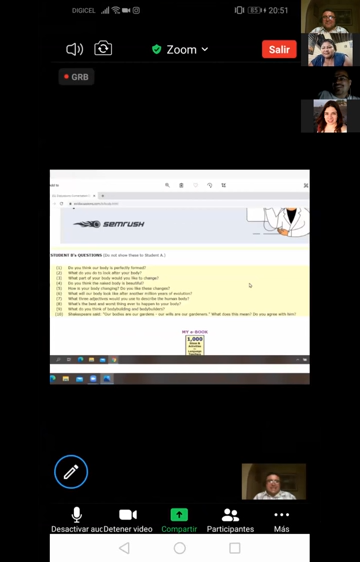 DIGICEL 85 20:51
Zoom
Salir
GRB
SEMRUSH
STUDENT B's QUESTIONS (Do not show these to Student A.)
(1) Do you think our body is perfectly formed?
(2) What do you do to look after your body?
(3) What part of your body would you like to change?
(4) Do you think the naked body is beautiful?
(5) How is your body changing? Do you like these changes?
(6) What will our body look like after another million years of evolution?
(7) What three adjectives would you use to describe the human body?
(8) What's the best and worst thing ever to happen to your body?
(9) What do you think of bodybuilding and bodybuilders?
(10) Shakespeare said: "Our bodies are our gardens - our wills are our gardeners." What does this mean? Do you agree with him?
MY e-BOOK
1,000
Desactivar auc Detener video Compartir Participantes Más